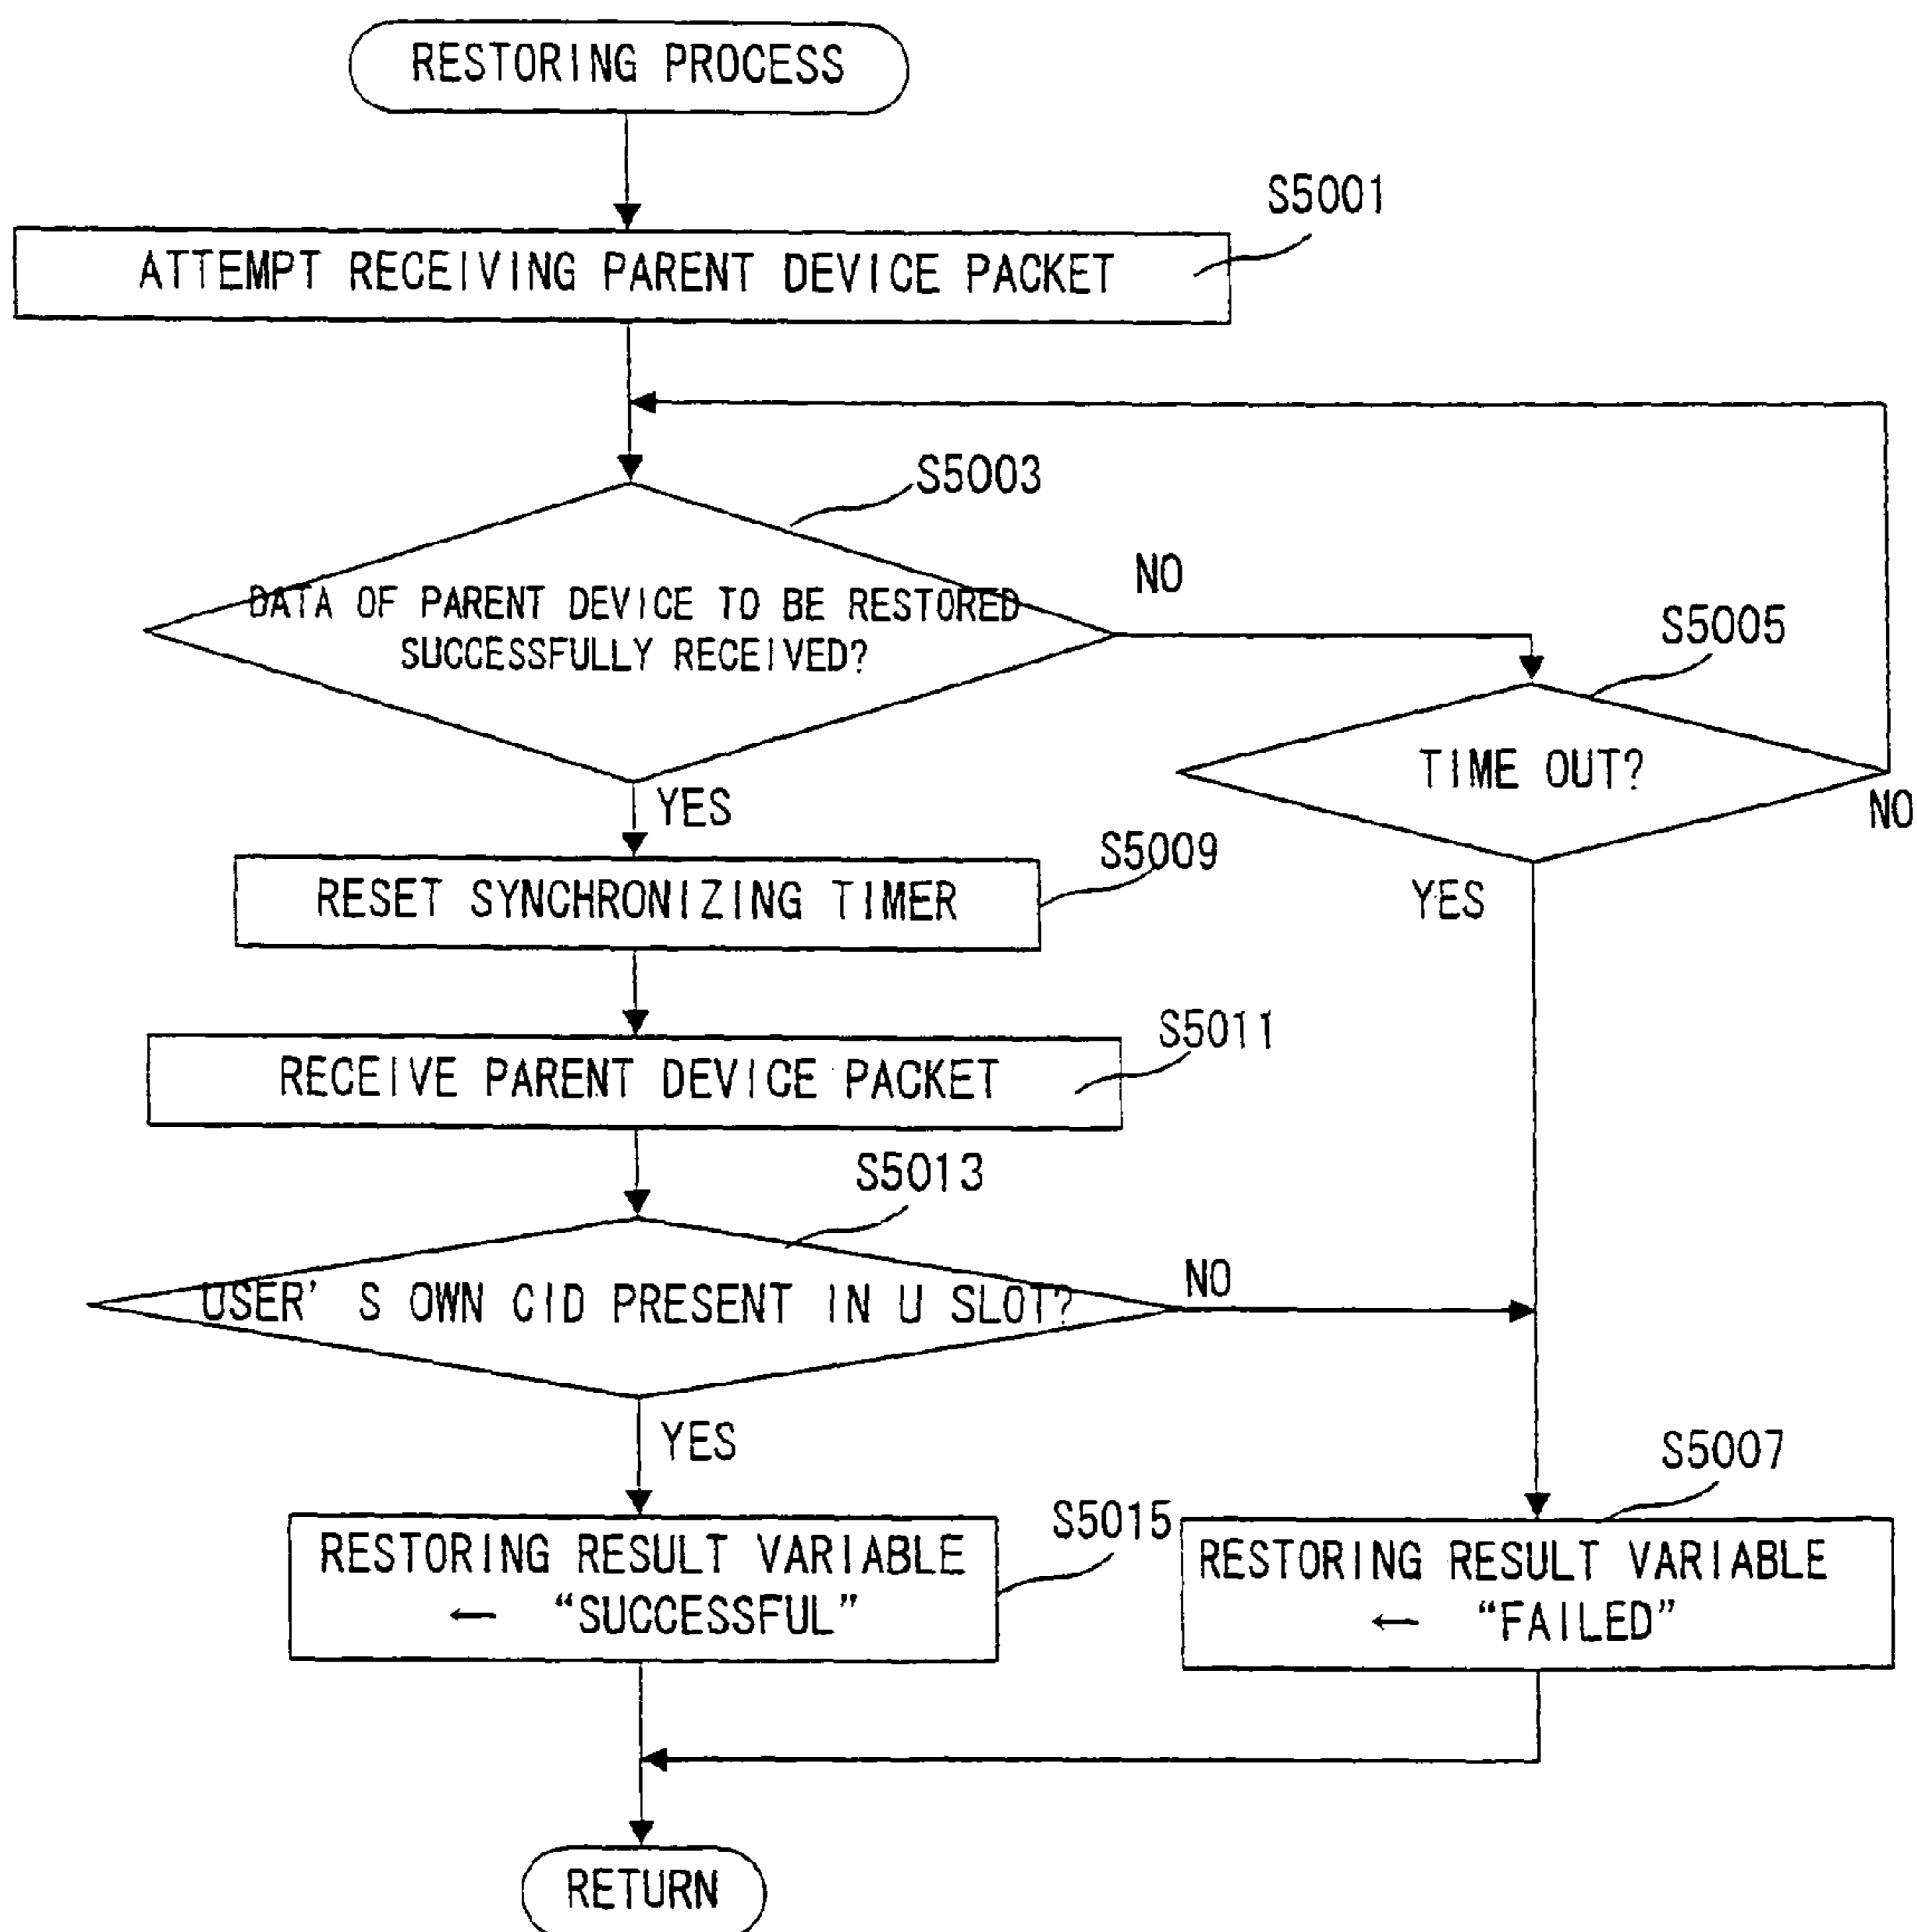 RESTORING PROCESS
S5001
ATTEMPT RECEIVING PARENT DEVICE PACKET
S5003
NO
DATA OF PARENT DEVICE TO BE RESTORED
SUCCESSFULLY RECEIVED?
S5005
TIME OUT?
NO
YES
S5009
RESET SYNCHRONIZING TIMER
YES
S5011
RECEIVE PARENT DEVICE PACKET
S5013
USER' S OWN CID PRESENT IN U SLOT?
NO
YES
S5007
S5015
RESTORING RESULT VARIABLE
← “SUCCESSFUL”
RESTORING RESULT VARIABLE
← “FAILED”
RETURN